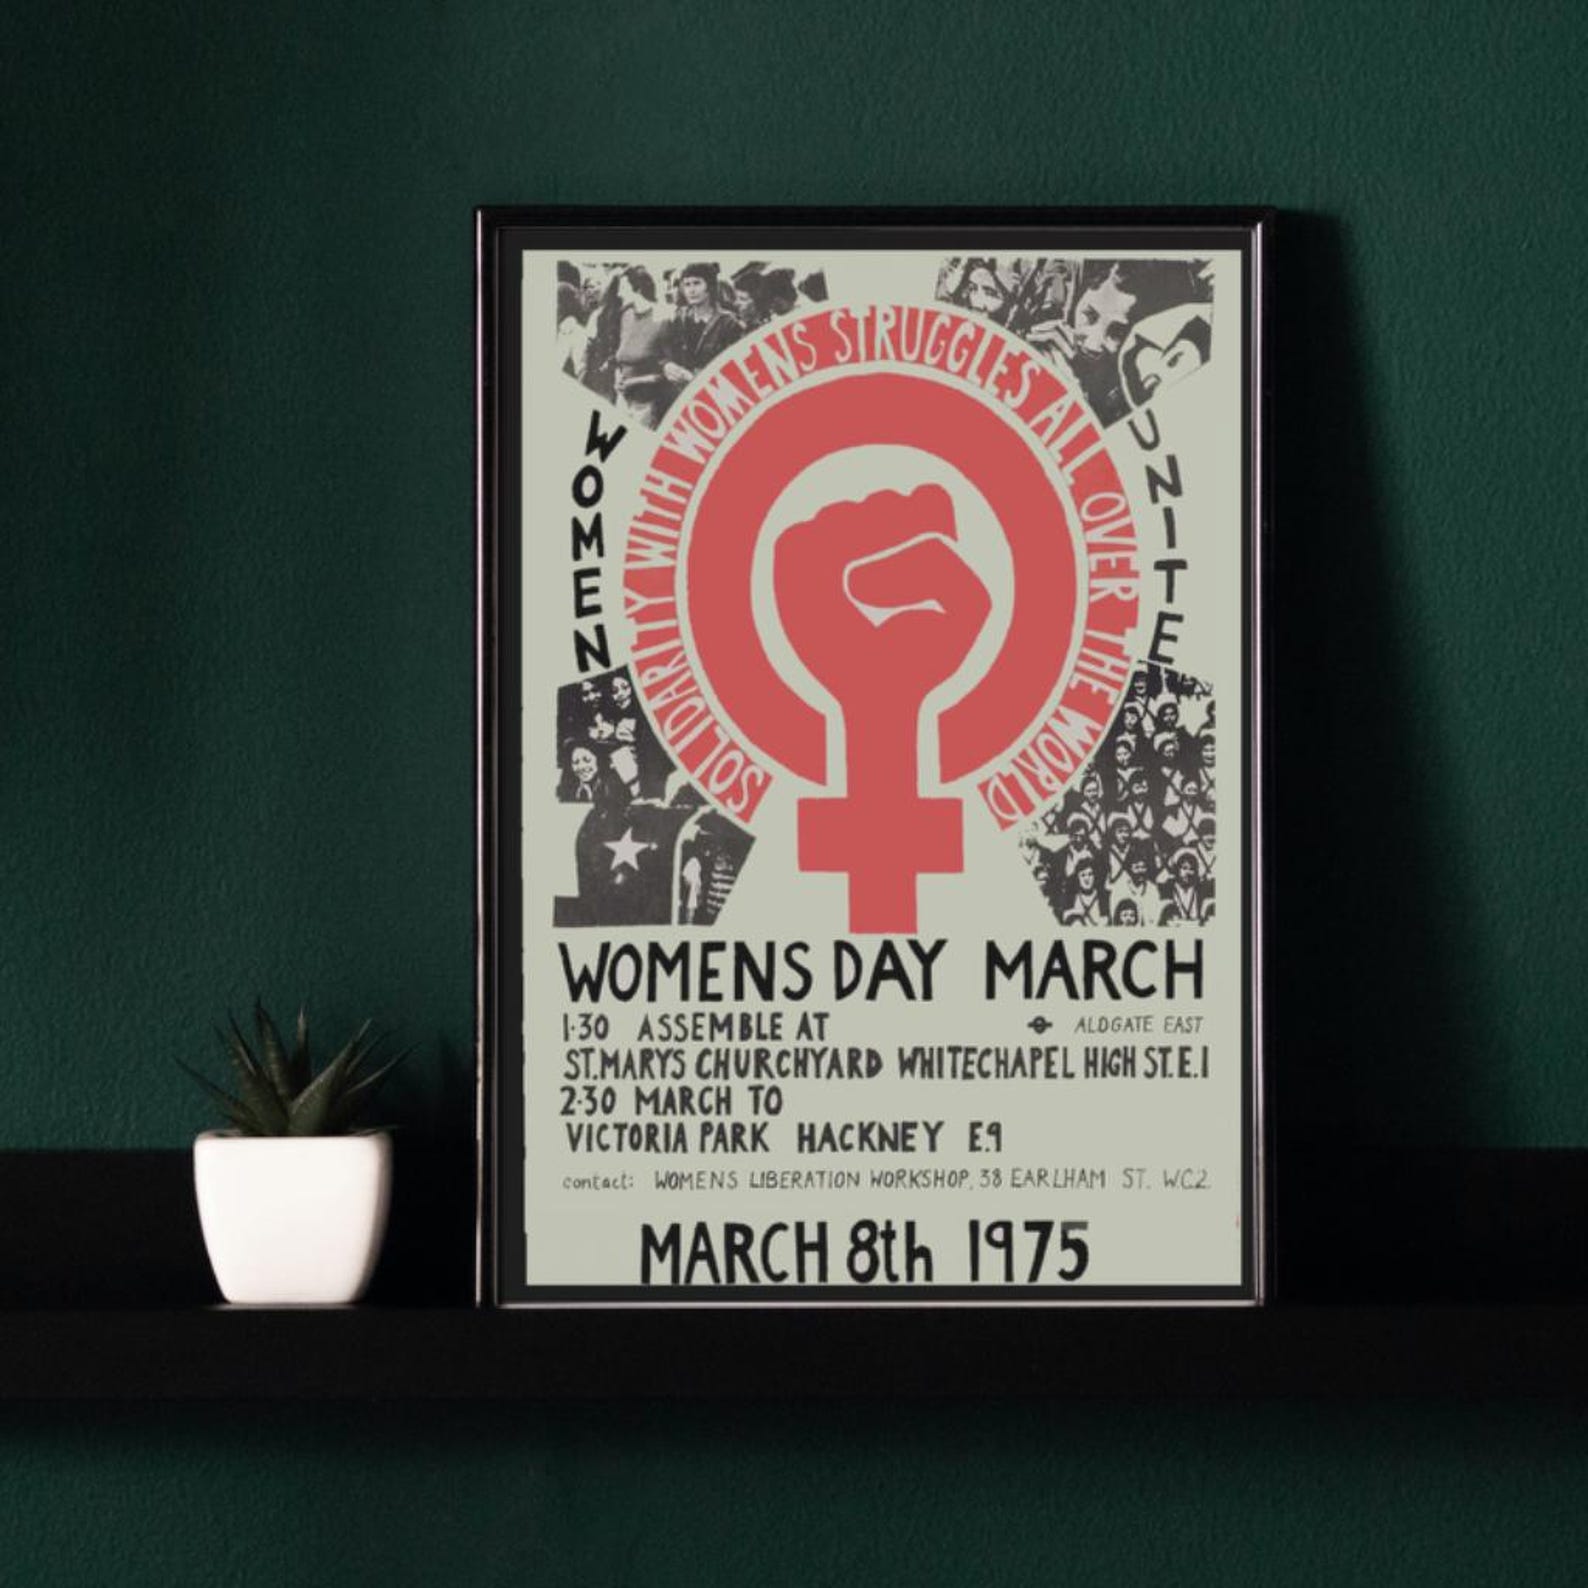 SOLIDARITY WITH WOMENS STRUGGLES ALL OVER THE WORLD
WOMEN
UNITE
WOMENS DAY MARCH
1·30 ASSEMBLE AT
ALDGATE EAST
ST.MARYS CHURCHYARD WHITECHAPEL HIGH ST.E.1
2·30 MARCH TO
VICTORIA PARK HACKNEY E.9
contact: WOMENS LIBERATION WORKSHOP, 38 EARLHAM ST. W.C.2.
MARCH 8th 1975